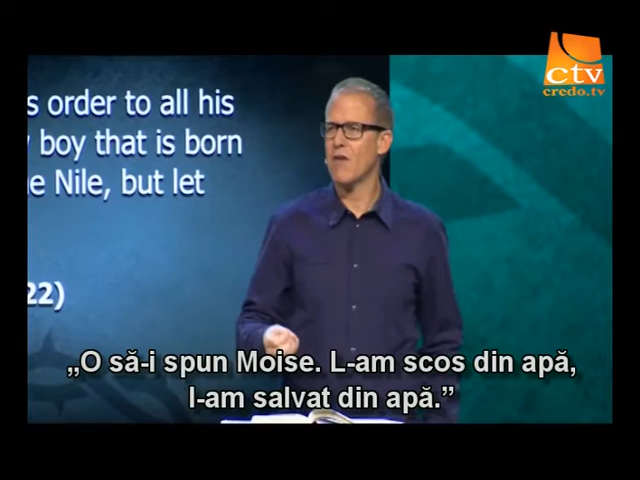 ctv
credo.tv
s order to all his
boy that is born
e Nile, but let
22)
„O să-i spun Moise. L-am scos din apă,
l-am salvat din apă.”